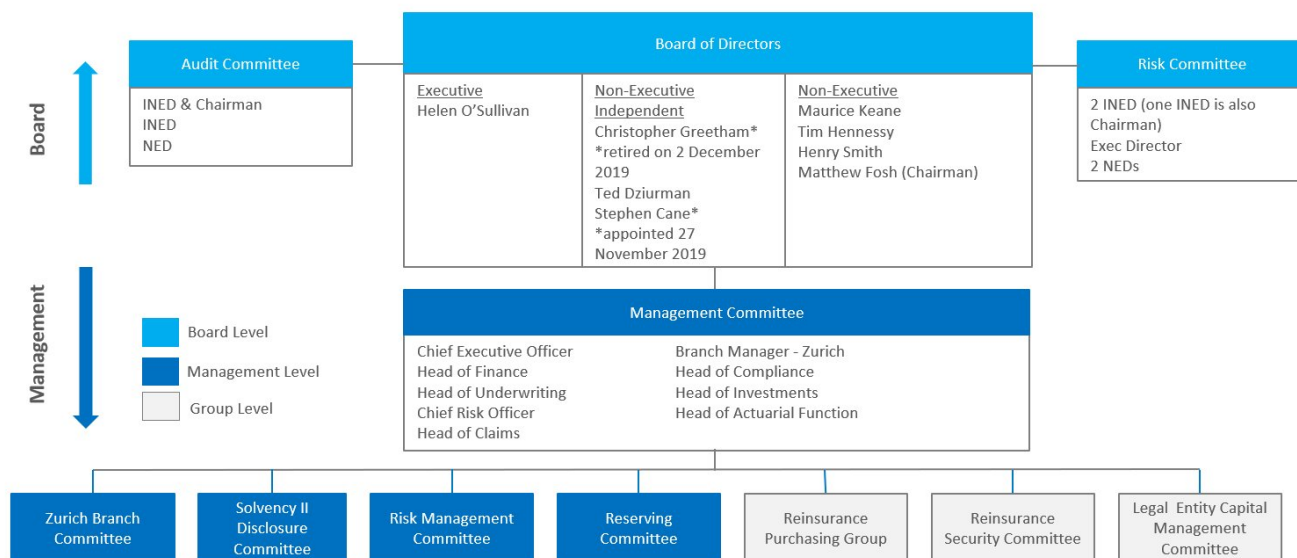 Board of Directors
Audit Committee
Risk Committee
INED & Chairman
INED
NED
Executive
Helen O'Sullivan
Non-Executive
Independent
Christopher Greetham*
*retired on 2 December
2019
Ted Dziurman
Stephen Cane*
*appointed 27
November 2019
Non-Executive
Maurice Keane
Tim Hennessy
Henry Smith
Matthew Fosh (Chairman)
2 INED (one INED is also
Chairman)
Exec Director
2 NEDs
Board
Management
Board Level
Management Level
Group Level
Management Committee
Chief Executive Officer
Head of Finance
Head of Underwriting
Chief Risk Officer
Head of Claims
Branch Manager - Zurich
Head of Compliance
Head of Investments
Head of Actuarial Function
Zurich Branch
Committee
Solvency II
Disclosure
Committee
Risk Management
Committee
Reserving
Committee
Reinsurance
Purchasing Group
Reinsurance
Security Committee
Legal Entity Capital
Management
Committee